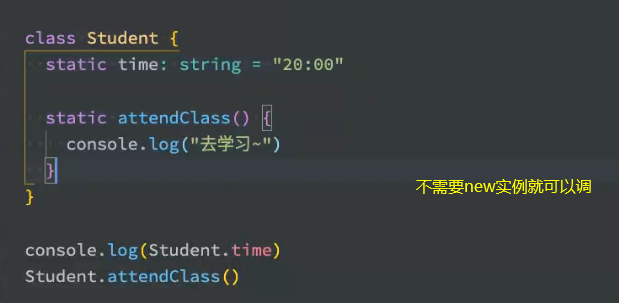 class Student {
static time: string = "20:00"
static attendClass() {
console.log("去学习~")
}
不需要new实例就可以调
}
console.log(Student.time)
Student.attendClass()